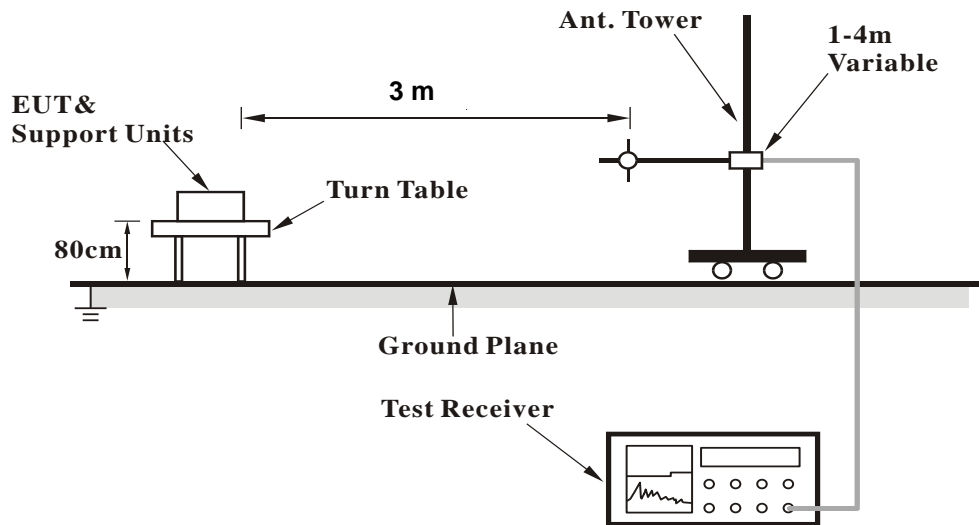 Ant. Tower
1-4m
Variable
3 m
EUT&
Support Units
Turn Table
80cm
Ground Plane
Test Receiver